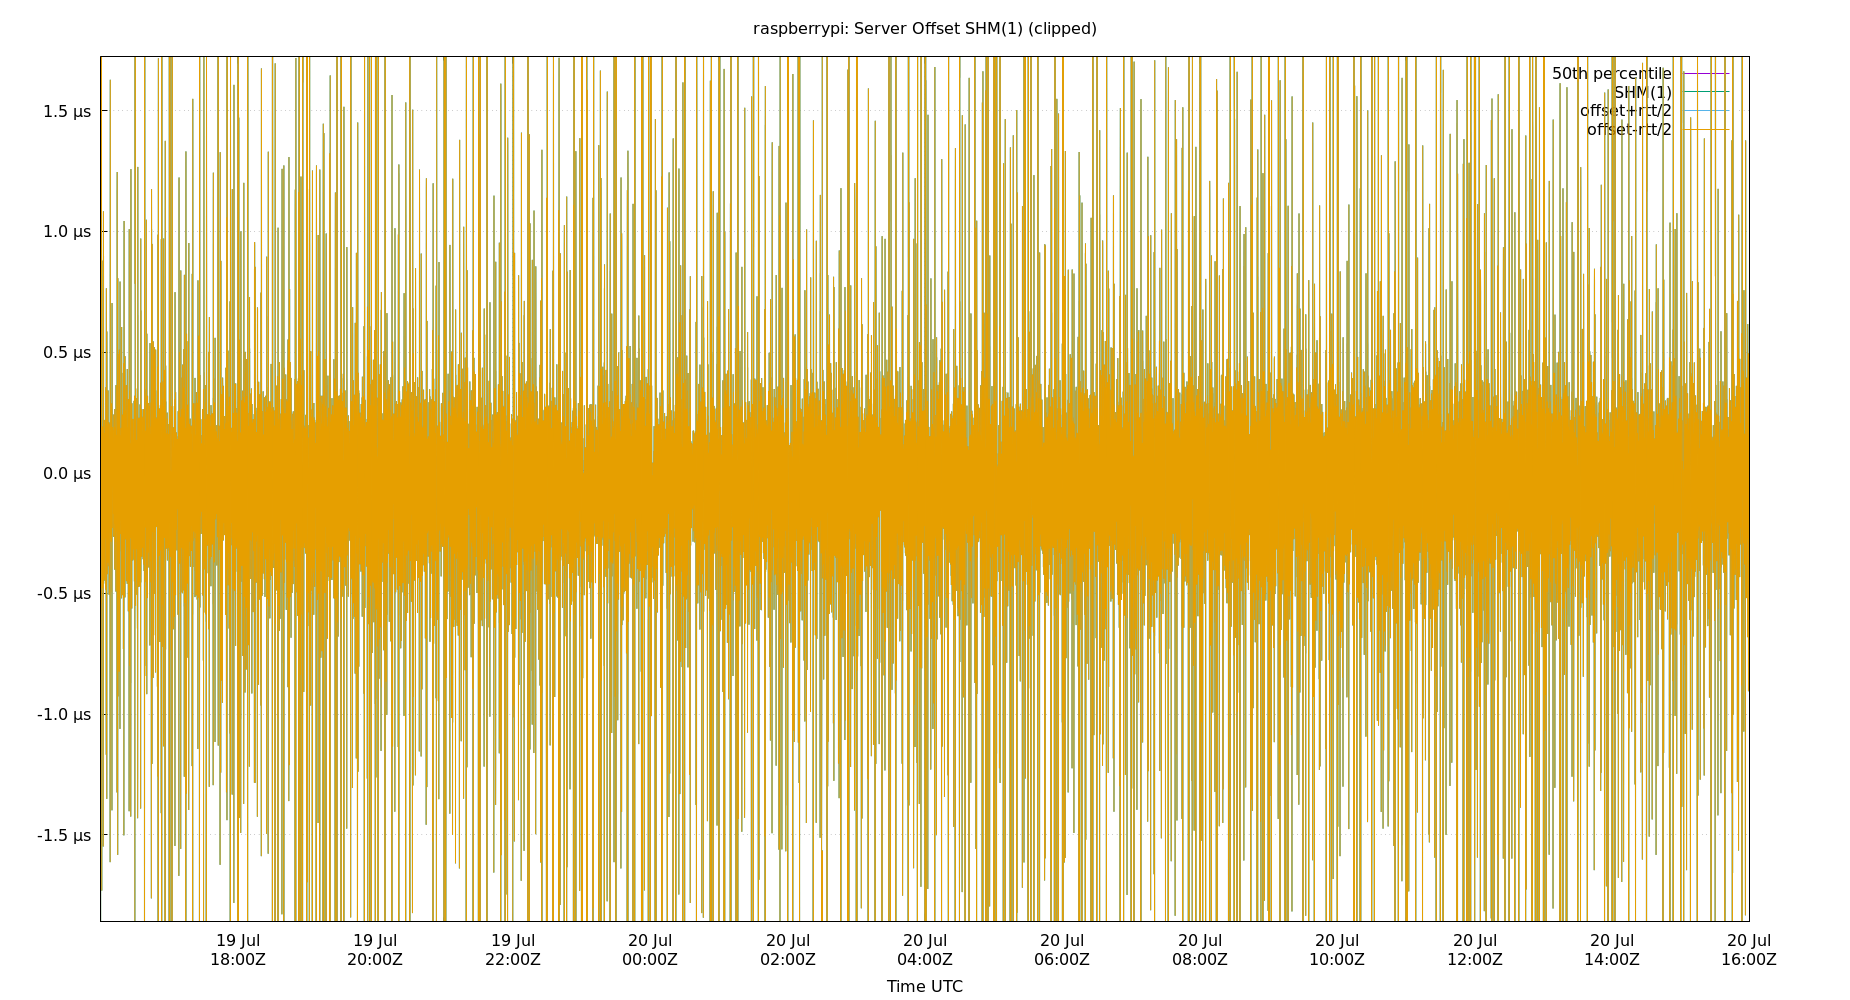 raspberrypi: Server Offset SHM(1) (clipped)
50th percentile
SHM(1)
offset+rtt/2
offset-rtt/2
1.5 µs
1.0 µs
0.5 µs
0.0 µs
-0.5 µs
-1.0 µs
-1.5 µs
19 Jul 19 Jul 19 Jul 20 Jul 20 Jul 20 Jul 20 Jul 20 Jul 20 Jul 20 Jul 20 Jul 20 Jul
18:00Z 20:00Z 22:00Z 00:00Z 02:00Z 04:00Z 06:00Z 08:00Z 10:00Z 12:00Z 14:00Z 16:00Z
Time UTC